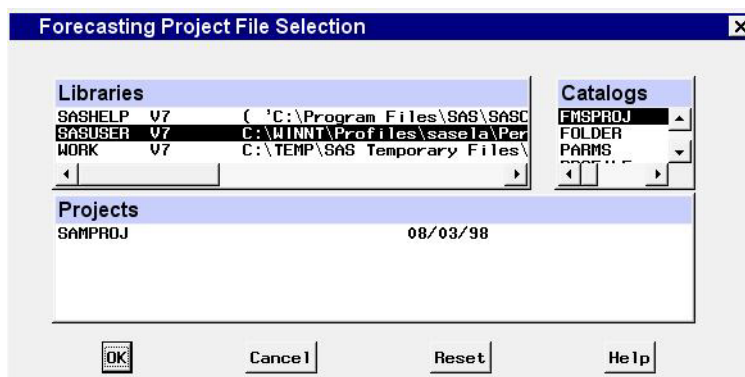 Forecasting Project File Selection
Libraries
SASHELP V7 ( 'C:\Program Files\SAS\SASC
SASUSER V7 C:\WINNT\Profiles\sasela\Per
WORK V7 C:\TEMP\SAS Temporary Files\
Catalogs
FMSPROJ
FOLDER
PARMS
Projects
SAMPROJ 08/03/98
OK Cancel Reset Help